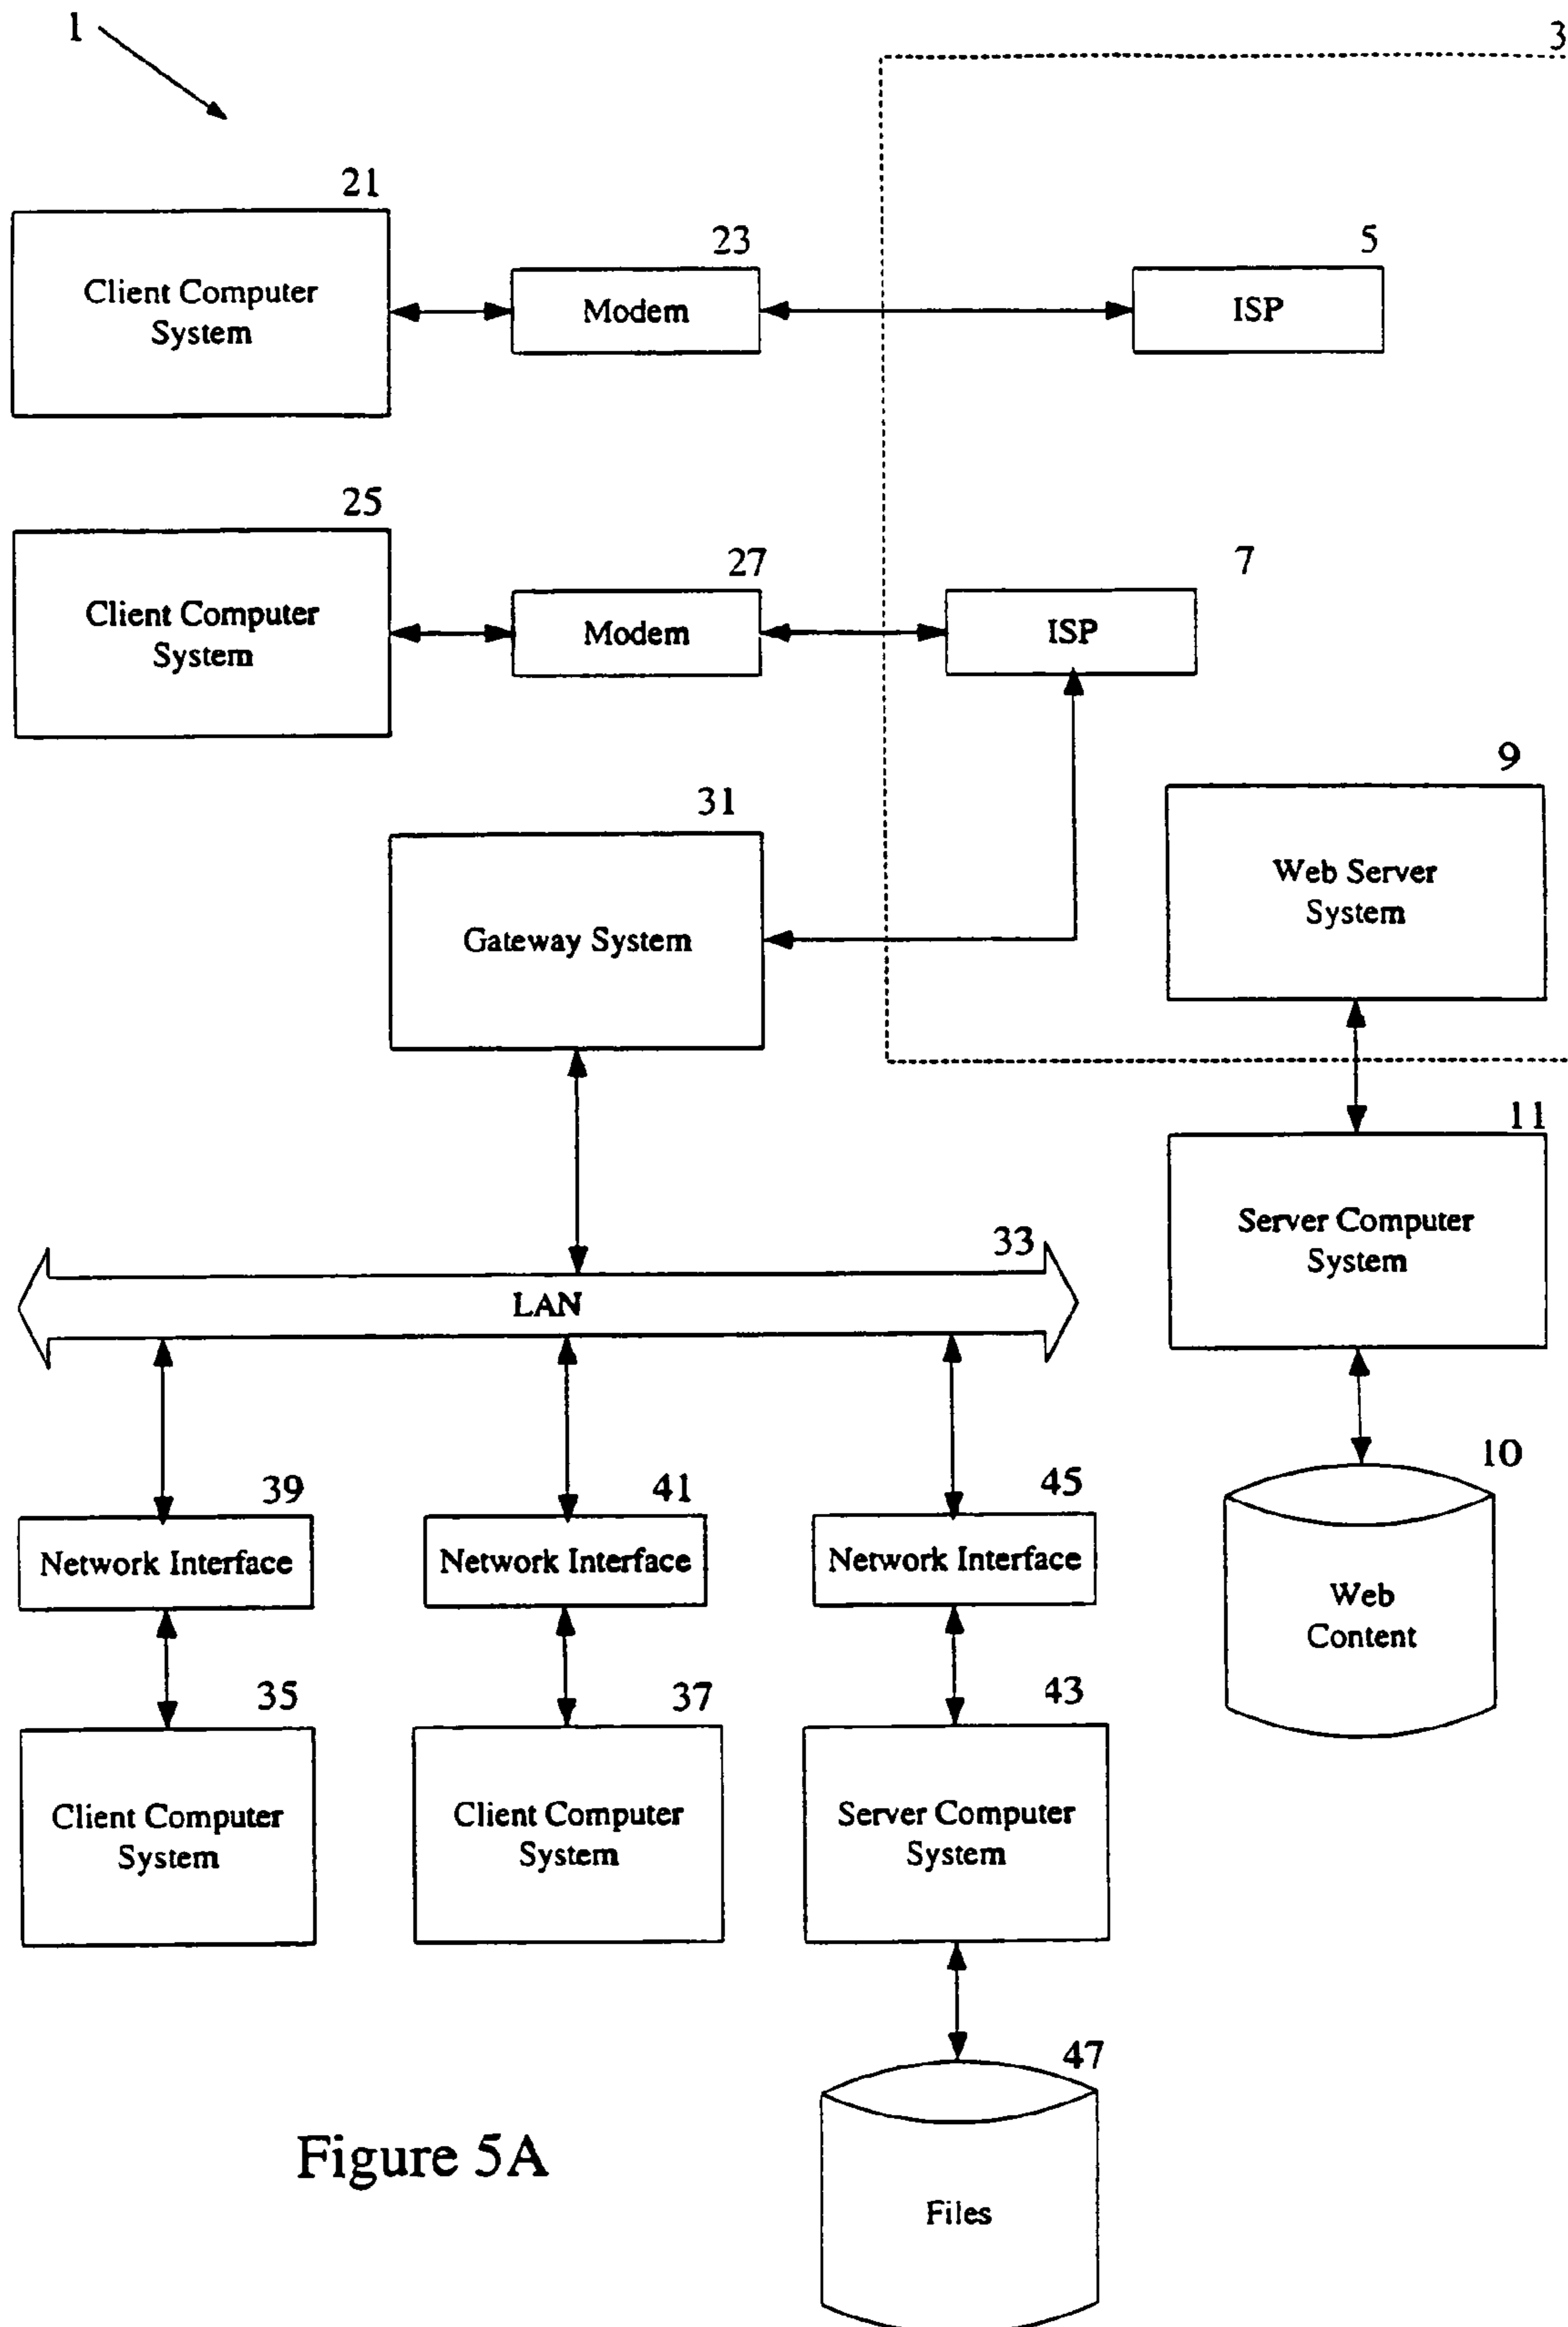 1
3
21
23
5
Client Computer
System
Modem
ISP
25
27
7
Client Computer
System
Modem
ISP
9
31
Web Server
System
Gateway System
11
Server Computer
System
33
LAN
10
39
41
45
Network Interface
Network Interface
Network Interface
Web
Content
35
37
43
Client Computer
System
Client Computer
System
Server Computer
System
47
Figure 5A
Files